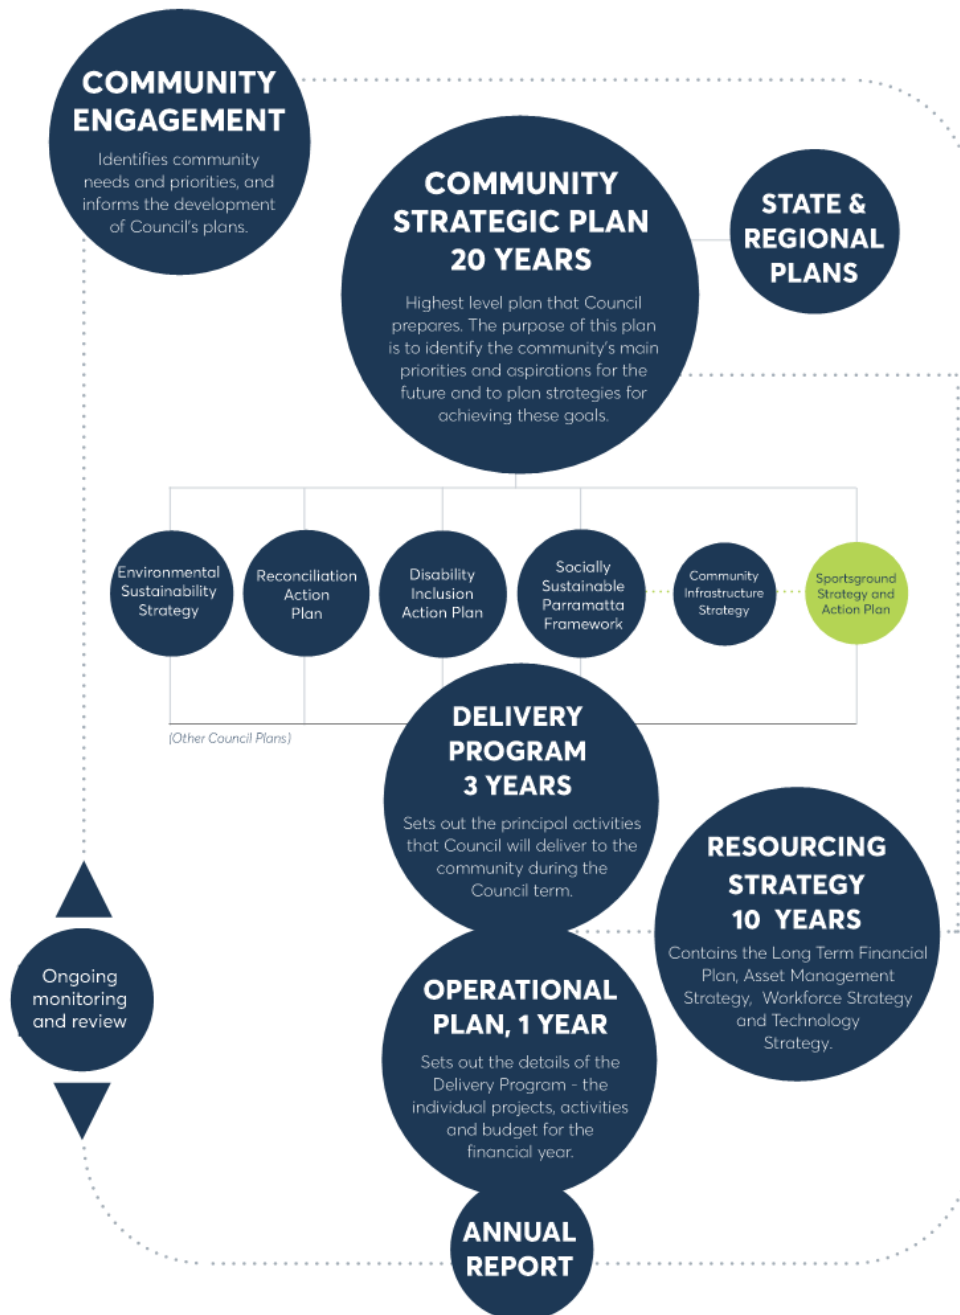 COMMUNITY
ENGAGEMENT
Identifies community
needs and priorities, and
informs the development
of Council's plans.
COMMUNITY
STRATEGIC PLAN
20 YEARS
Highest level plan that Council
prepares. The purpose of this plan
is to identify the community's main
priorities and aspirations for the
future and to plan strategies for
achieving these goals.
STATE &
REGIONAL
PLANS
Environmental
Sustainability
Strategy
Reconciliation
Action
Plan
Disability
Inclusion
Action Plan
Socially
Sustainable
Parramatta
Framework
Community
Infrastructure
Strategy
Sportsground
Strategy and
Action Plan
(Other Council Plans)
DELIVERY
PROGRAM
3 YEARS
Sets out the principal activities
that Council will deliver to the
community during the
Council term.
RESOURCING
STRATEGY
10 YEARS
Contains the Long Term Financial
Plan, Asset Management
Strategy, Workforce Strategy
and Technology
Strategy.
Ongoing
monitoring
and review
OPERATIONAL
PLAN, 1 YEAR
Sets out the details of the
Delivery Program - the
individual projects, activities
and budget for the
financial year.
ANNUAL
REPORT